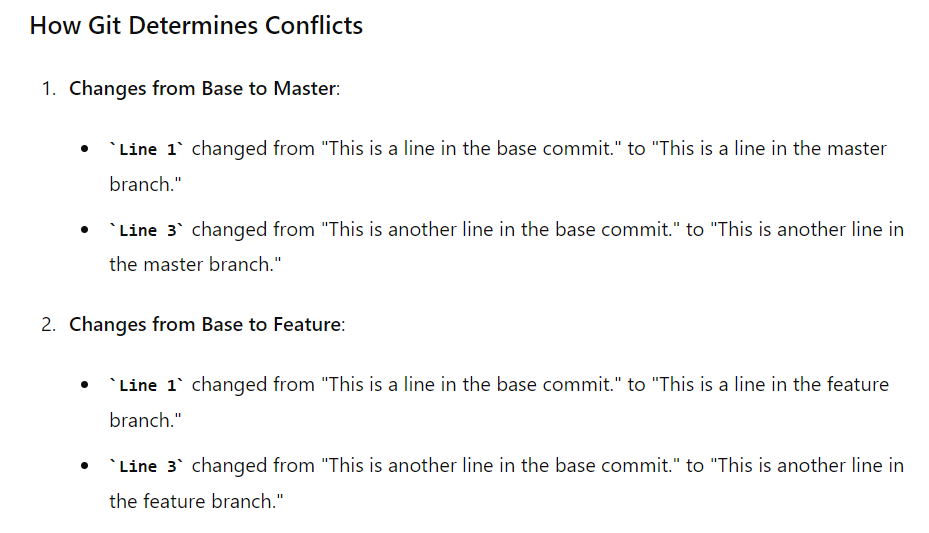 How Git Determines Conflicts
1. Changes from Base to Master:
• `Line 1` changed from "This is a line in the base commit." to "This is a line in the master
branch."
• `Line 3` changed from "This is another line in the base commit." to "This is another line in
the master branch."
2. Changes from Base to Feature:
• `Line 1` changed from "This is a line in the base commit." to "This is a line in the feature
branch."
• `Line 3` changed from "This is another line in the base commit." to "This is another line in
the feature branch."